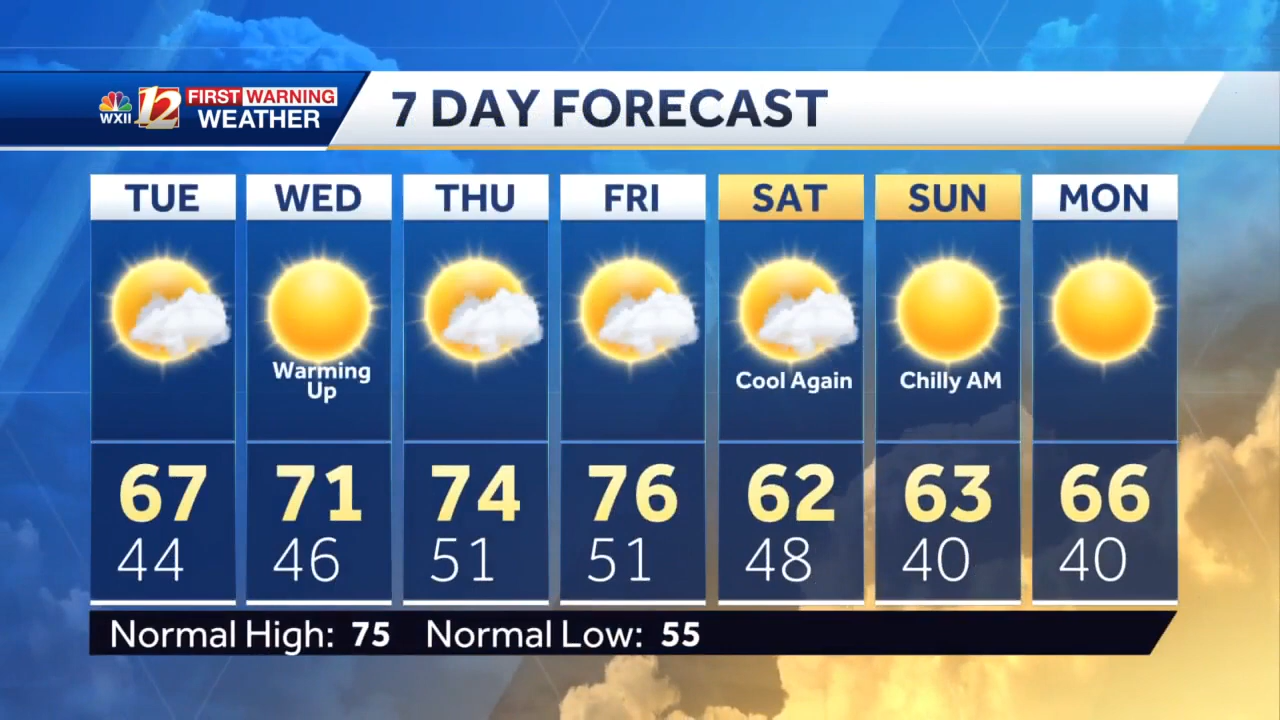 WXII 12 FIRST WARNING
WEATHER
7 DAY FORECAST
TUE WED THU FRI SAT SUN MON
Warming
Up
Cool Again Chilly AM
67 71 74 76 62 63 66
44 46 51 51 48 40 40
Normal High: 75 Normal Low: 55